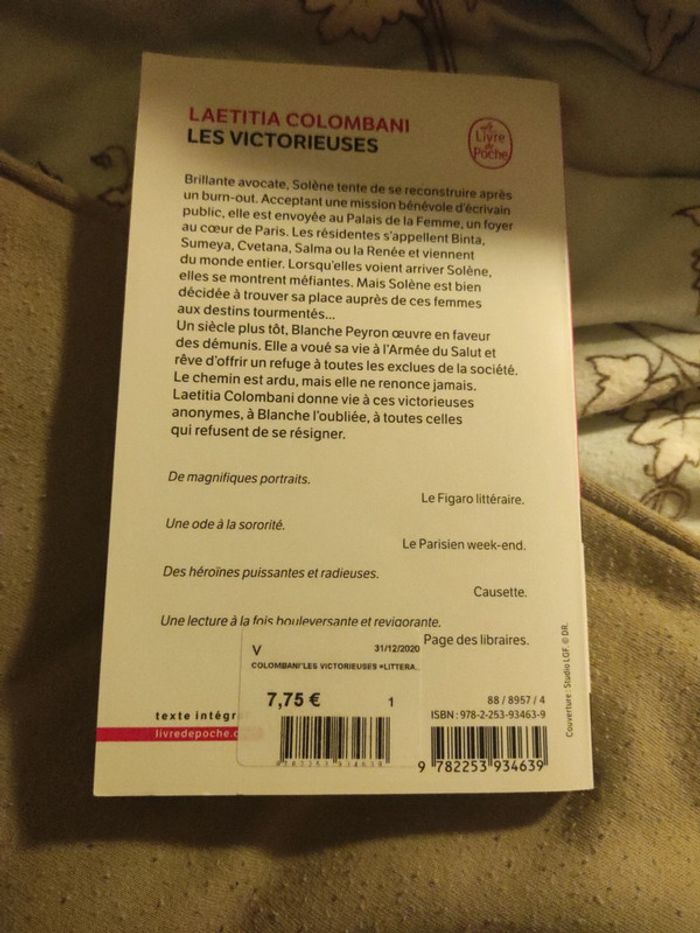 LAETITIA COLOMBANI
LES VICTORIEUSES
Le
Livre
de
Poche
Brillante avocate, Solène tente de se reconstruire après
un burn-out. Acceptant une mission bénévole d'écrivain
public, elle est envoyée au Palais de la Femme, un foyer
au cœur de Paris. Les résidentes s'appellent Binta,
Sumeya, Cvetana, Salma ou la Renée et viennent
du monde entier. Lorsqu'elles voient arriver Solène,
elles se montrent méfiantes. Mais Solène est bien
décidée à trouver sa place auprès de ces femmes
aux destins tourmentés...
Un siècle plus tôt, Blanche Peyron œuvre en faveur
des démunis. Elle a voué sa vie à l'Armée du Salut et
rêve d'offrir un refuge à toutes les exclues de la société.
Le chemin est ardu, mais elle ne renonce jamais.
Laetitia Colombani donne vie à ces victorieuses
anonymes, à Blanche l'oubliée, à toutes celles
qui refusent de se résigner.
De magnifiques portraits.
Le Figaro littéraire.
Une ode à la sororité.
Le Parisien week-end.
Des héroïnes puissantes et radieuses.
Causette.
Une lecture à la fois bouleversante et revigorante.
Page des libraires.
V 31/12/2020
COLOMBANI'LES VICTORIEUSES =LITTERA.
7,75 € 1
9782253 934639
texte intégr
livredepoche.c
88 / 8957 / 4
ISBN : 978-2-253-93463-9
9 782253 934639
Couverture : Studio LGF. © DR.